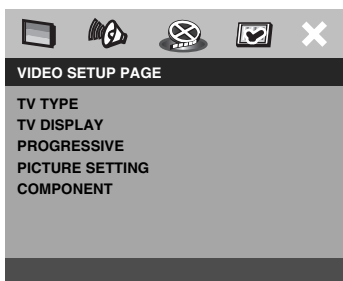 VIDEO SETUP PAGE
TV TYPE
TV DISPLAY
PROGRESSIVE
PICTURE SETTING
COMPONENT